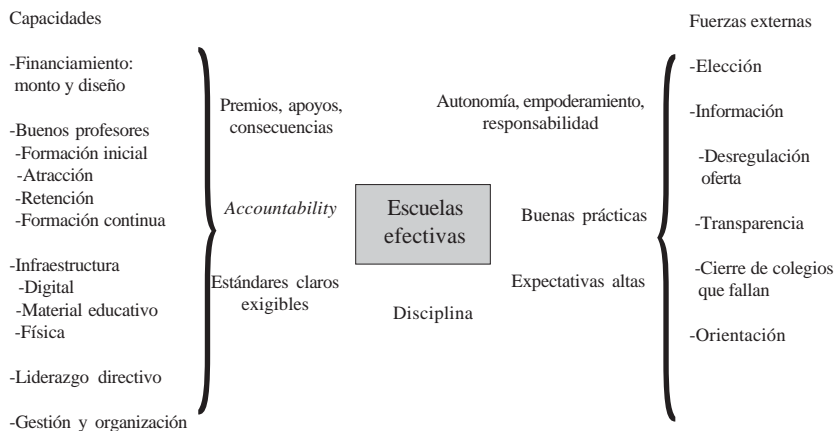 Capacidades
-Financiamiento:
monto y diseño
-Buenos profesores
-Formación inicial
-Atracción
-Retención
-Formación continua
-Infraestructura
-Digital
-Material educativo
-Física
-Liderazgo directivo
-Gestión y organización
Premios, apoyos,
consecuencias
Accountability
Estándares claros
exigibles
Escuelas
efectivas
Disciplina
Autonomía, empoderamiento,
responsabilidad
Buenas prácticas
Expectativas altas
Fuerzas externas
-Elección
-Información
-Desregulación
oferta
-Transparencia
-Cierre de colegios
que fallan
-Orientación